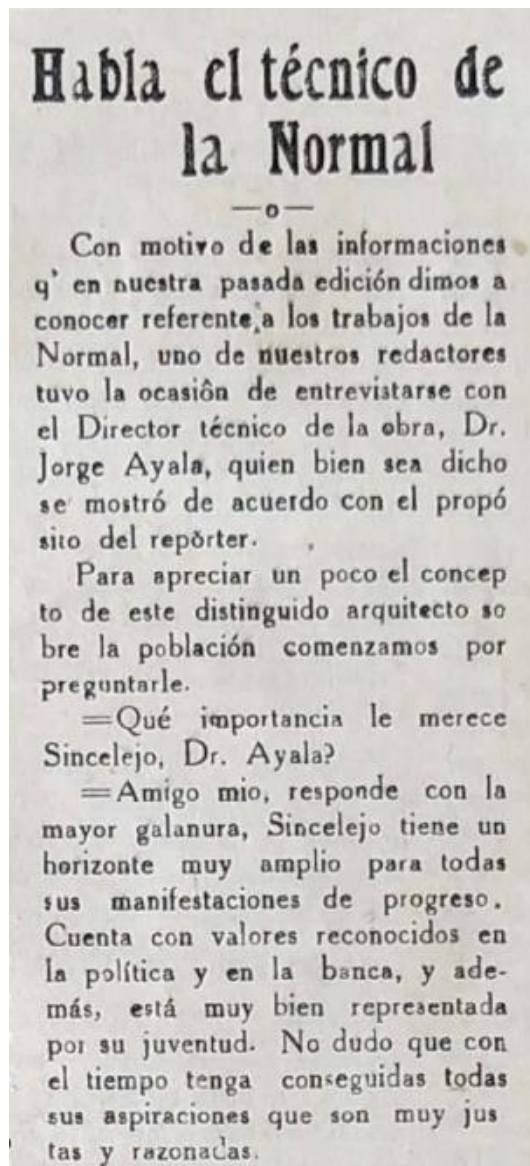 Habla el técnico de
la Normal
—o—
Con motivo de las informaciones
q' en nuestra pasada edición dimos a
conocer referente a los trabajos de la
Normal, uno de nuestros redactores
tuvo la ocasiôn de entrevistarse con
el Director técnico de la obra, Dr.
Jorge Ayala, quien bien sea dicho
se mostró de acuerdo con el propó
sito del repòrter.
Para apreciar un poco el concep
to de este distinguido arquitecto so
bre la población comenzamos por
preguntarle.
=Qué importancia le merece
Sincelejo, Dr. Ayala?
=Amigo mio, responde con la
mayor galanura, Sincelejo tiene un
horizonte muy amplio para todas
sus manifestaciones de progreso.
Cuenta con valores reconocidos en
la política y en la banca, y ade-
más, está muy bien representada
por su juventud. No dudo que con
el tiempo tenga conseguidas todas
sus aspiraciones que son muy jus
tas y razonadas.